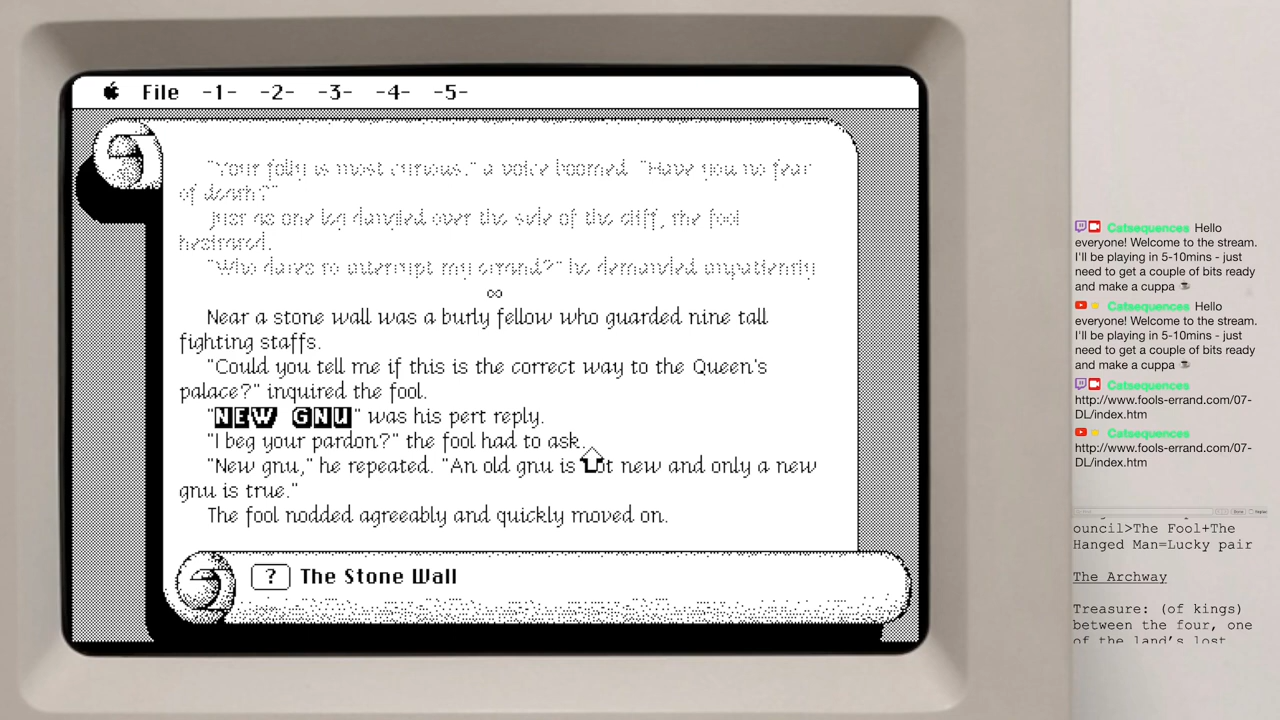 File -1- -2- -3- -4- -5-
"Your folly is most curious." a voice boomed. "Have you no fear
of death?"
Just as one leg dangled over the side of the cliff, the fool
hesitated.
"Who dares to interrupt my errand?" he demanded impatiently
∞
Near a stone wall was a burly fellow who guarded nine tall
fighting staffs.
"Could you tell me if this is the correct way to the Queen's
palace?" inquired the fool.
"NEW GNU" was his pert reply.
"I beg your pardon?" the fool had to ask.
"New gnu," he repeated. "An old gnu is not new and only a new
gnu is true."
The fool nodded agreeably and quickly moved on.
? The Stone Wall
Catsequences Hello
everyone! Welcome to the stream.
I'll be playing in 5-10mins - just
need to get a couple of bits ready
and make a cuppa ☕
Catsequences Hello
everyone! Welcome to the stream.
I'll be playing in 5-10mins - just
need to get a couple of bits ready
and make a cuppa ☕
Catsequences
http://www.fools-errand.com/07-
DL/index.htm
Catsequences
http://www.fools-errand.com/07-
DL/index.htm
ouncil>The Fool+The
Hanged Man=Lucky pair
The Archway
Treasure: (of kings)
between the four, one
of the land's lost